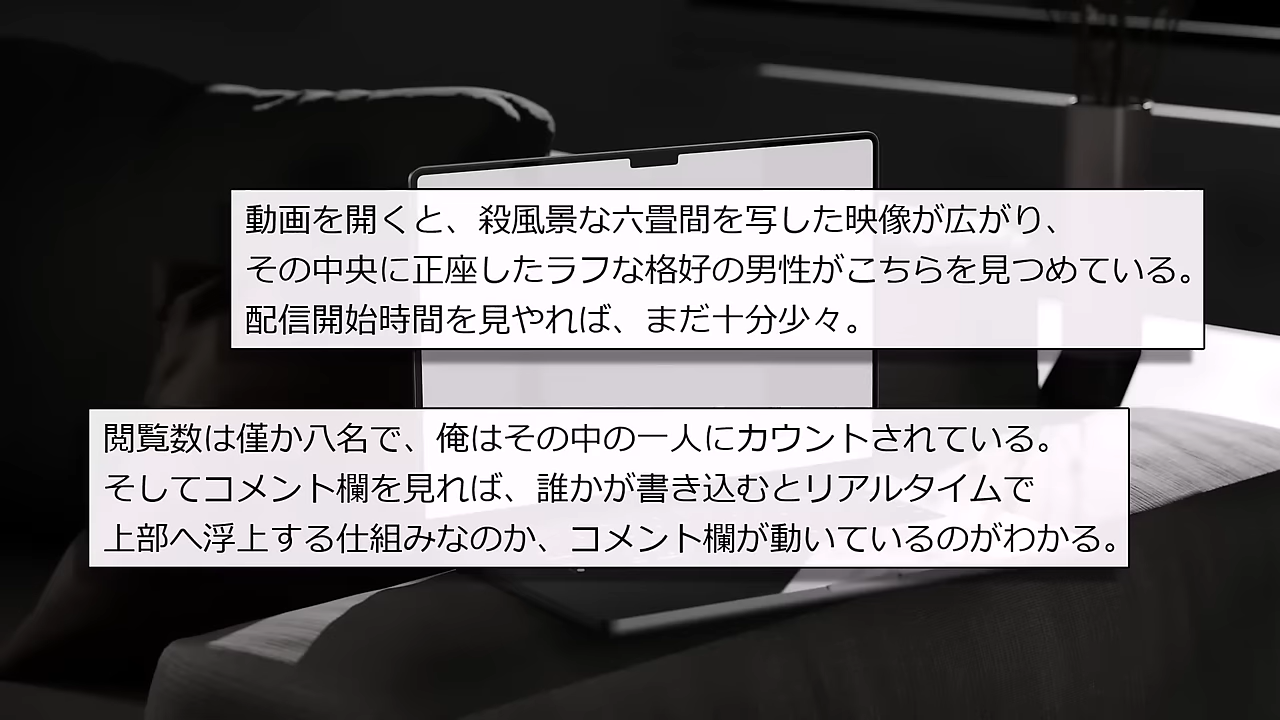 動画を開くと、殺風景な六畳間を写した映像が広がり、
その中央に正座したラフな格好の男性がこちらを見つめている。
配信開始時間を見やれば、まだ十分少々。
閲覧数は僅か八名で、俺はその中の一人にカウントされている。
そしてコメント欄を見れば、誰かが書き込むとリアルタイムで
上部へ浮上する仕組みなのか、コメント欄が動いているのがわかる。